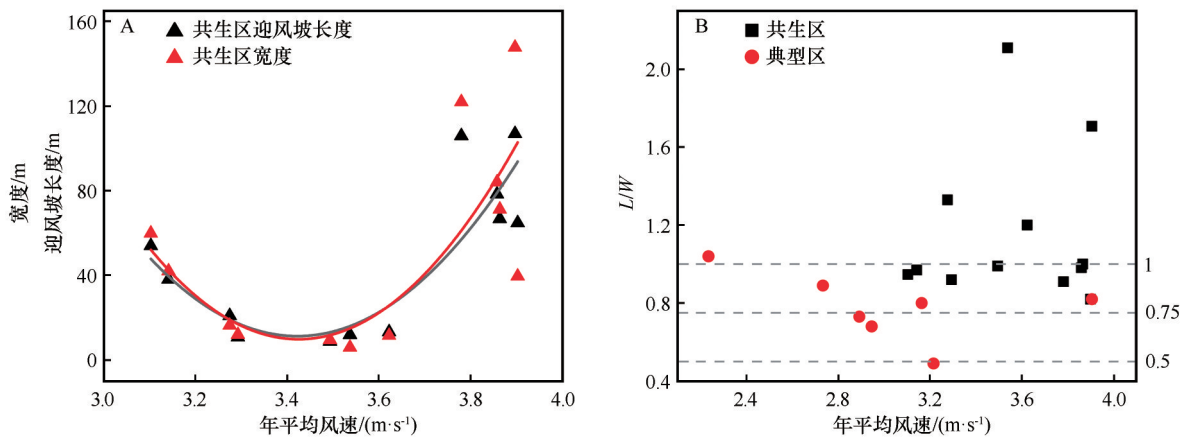 A
共生区迎风坡长度
共生区宽度
160
120
80
40
0
宽度/m
迎风坡长度/m
3.0 3.2 3.4 3.6 3.8 4.0
年平均风速/(m·s⁻¹)
B
共生区
典型区
2.0
1.6
1.2
0.8
0.4
L/W
1
0.75
0.5
2.4 2.8 3.2 3.6 4.0
年平均风速/(m·s⁻¹)